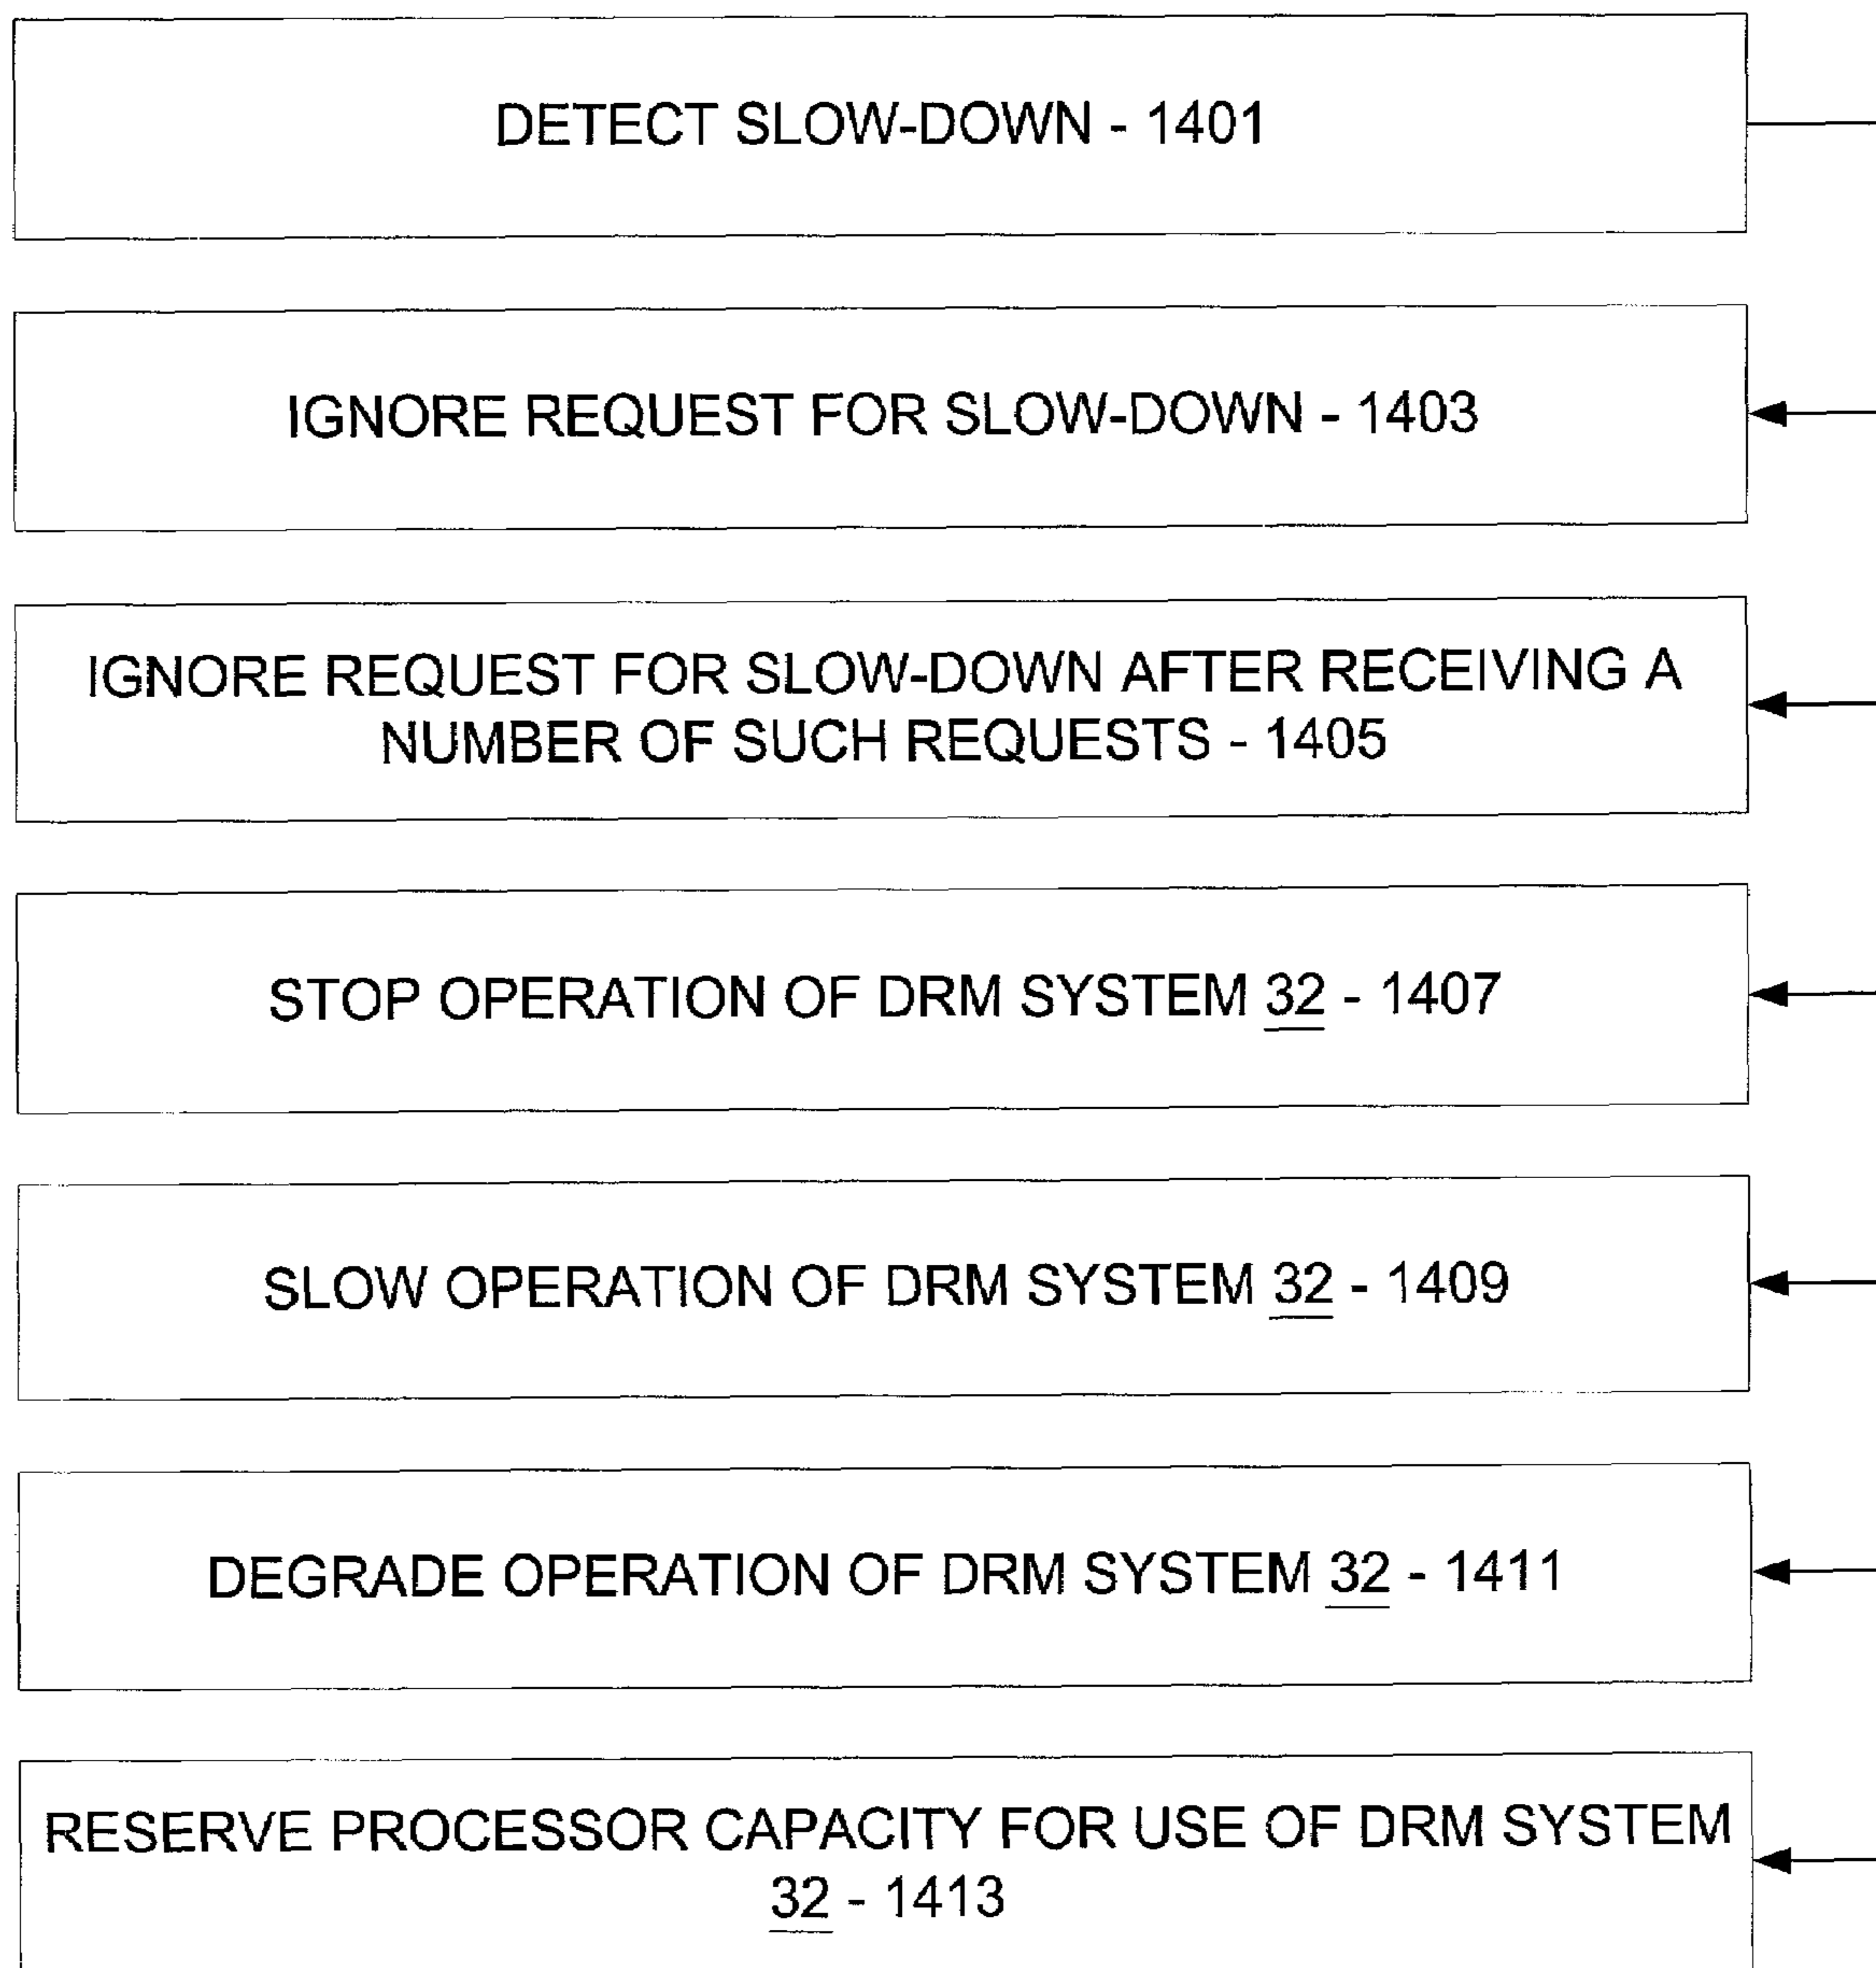 DETECT SLOW-DOWN - 1401
IGNORE REQUEST FOR SLOW-DOWN - 1403
IGNORE REQUEST FOR SLOW-DOWN AFTER RECEIVING A
NUMBER OF SUCH REQUESTS - 1405
STOP OPERATION OF DRM SYSTEM 32 - 1407
SLOW OPERATION OF DRM SYSTEM 32 - 1409
DEGRADE OPERATION OF DRM SYSTEM 32 - 1411
RESERVE PROCESSOR CAPACITY FOR USE OF DRM SYSTEM
32 - 1413